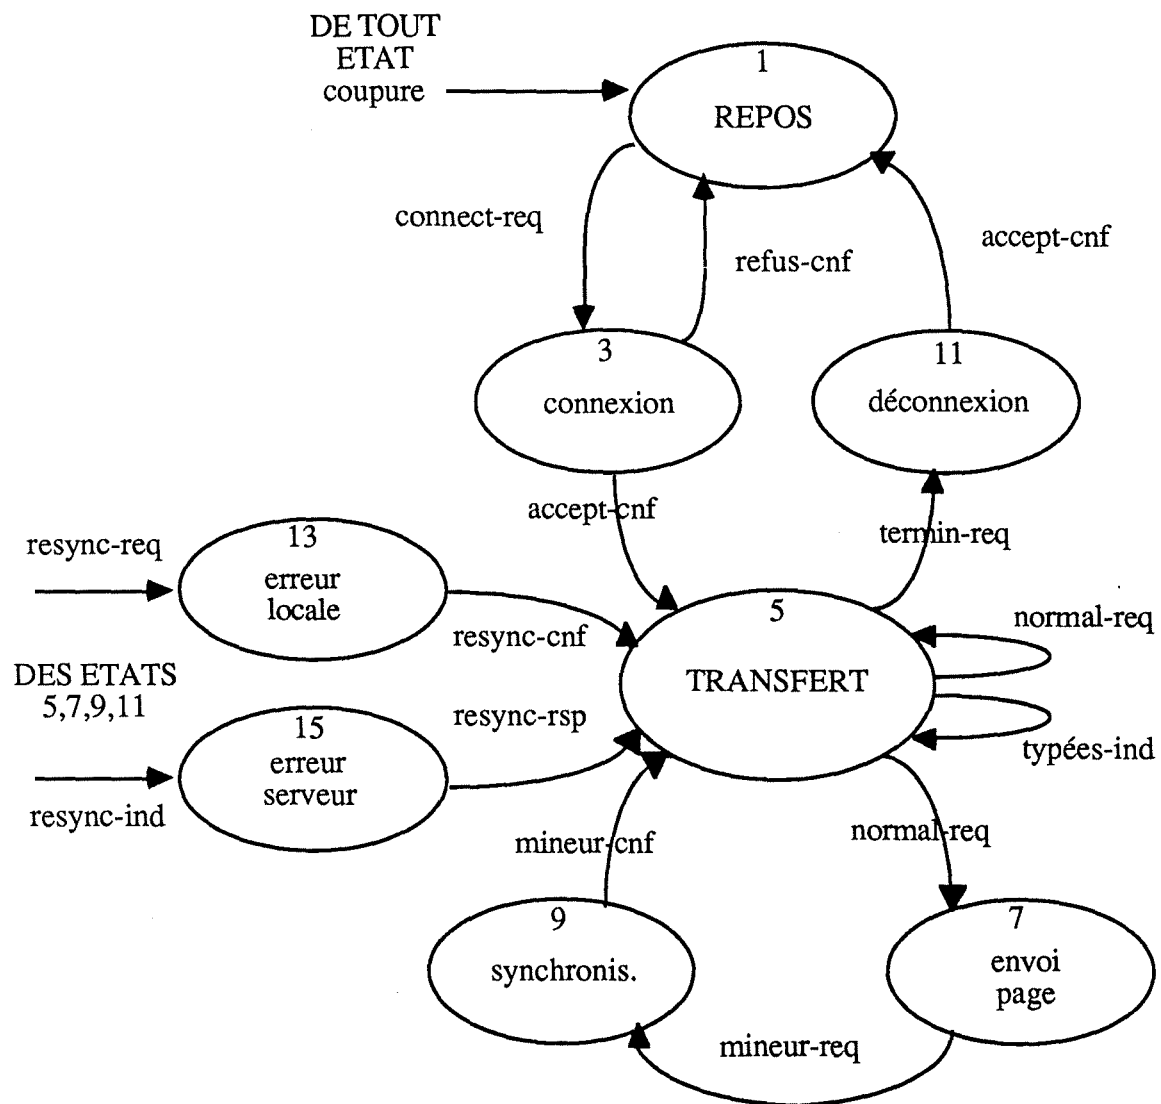 DE TOUT
ETAT
coupure
1
REPOS
connect-req
refus-cnf
accept-cnf
3
connexion
11
déconnexion
accept-cnf
termin-req
resync-req
13
erreur
locale
resync-cnf
5
TRANSFERT
normal-req
typées-ind
DES ETATS
5,7,9,11
resync-ind
15
erreur
serveur
resync-rsp
mineur-cnf
normal-req
9
synchronis.
7
envoi
page
mineur-req